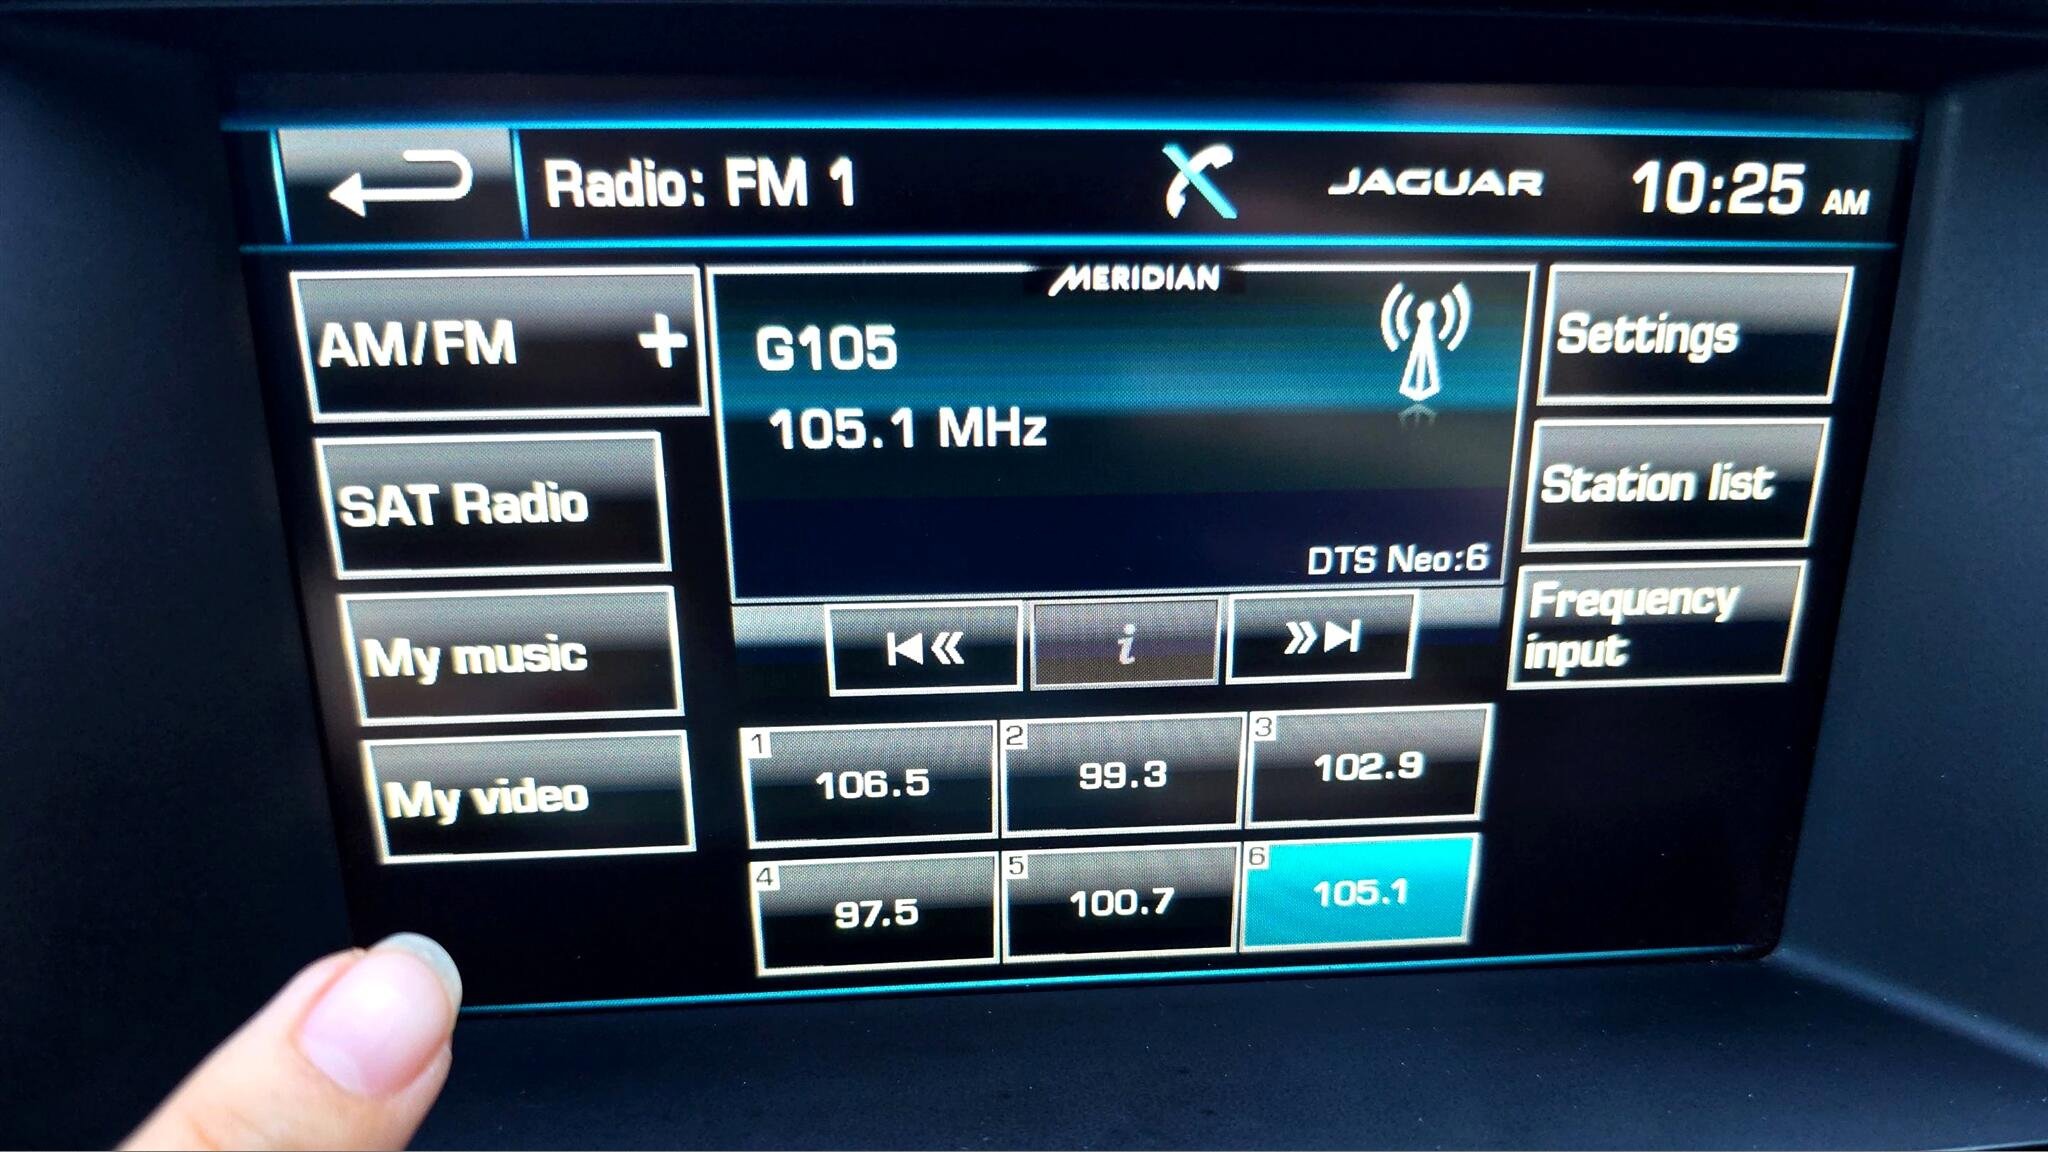 Radio: FM 1
JAGUAR
10:25 AM
AM/FM +
SAT Radio
My music
My video
MERIDIAN
G105
105.1 MHz
DTS Neo:6
i
1
106.5
2
99.3
3
102.9
4
97.5
5
100.7
6
105.1
Settings
Station list
Frequency
input